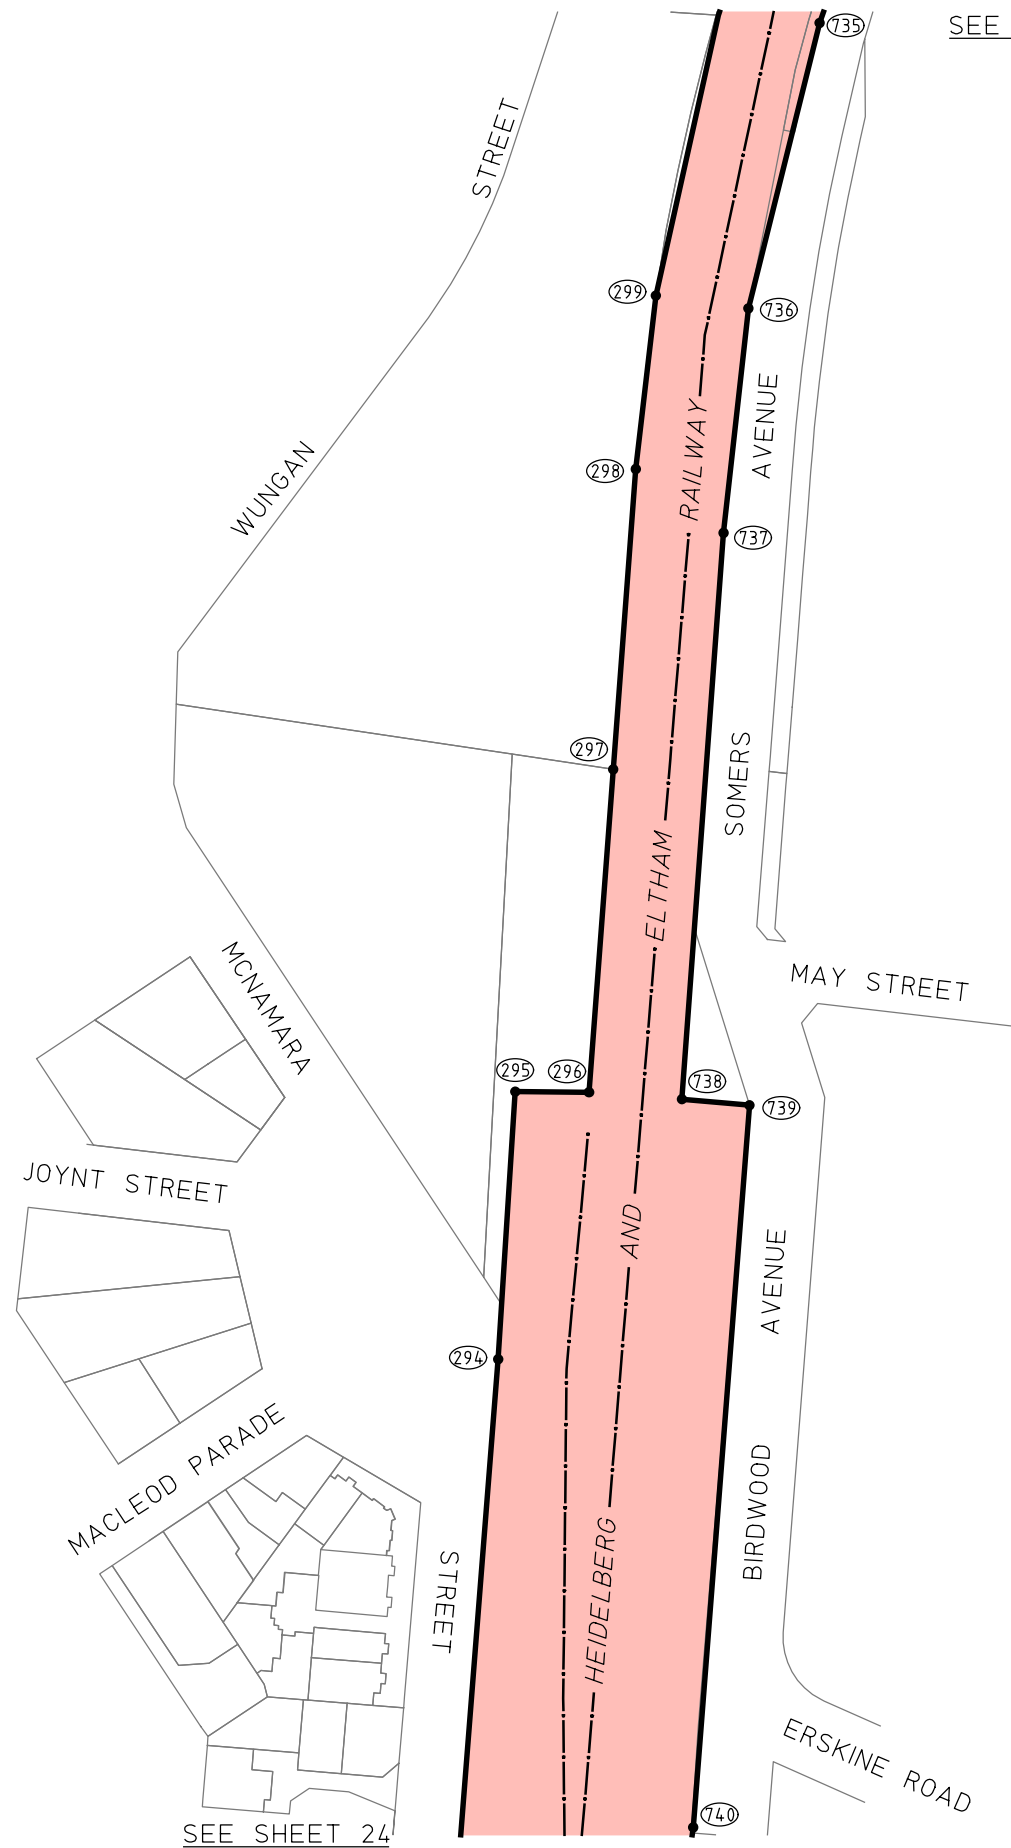 SEE
735
STREET
299
736
AVENUE
RAILWAY
WUNGAN
298
737
297
SOMERS
ELTHAM
MCNAMARA
MAY STREET
295
296
738
739
JOYNT STREET
AND
AVENUE
294
MACLEOD PARADE
BIRDWOOD
HEIDELBERG
STREET
ERSKINE ROAD
740
SEE SHEET 24